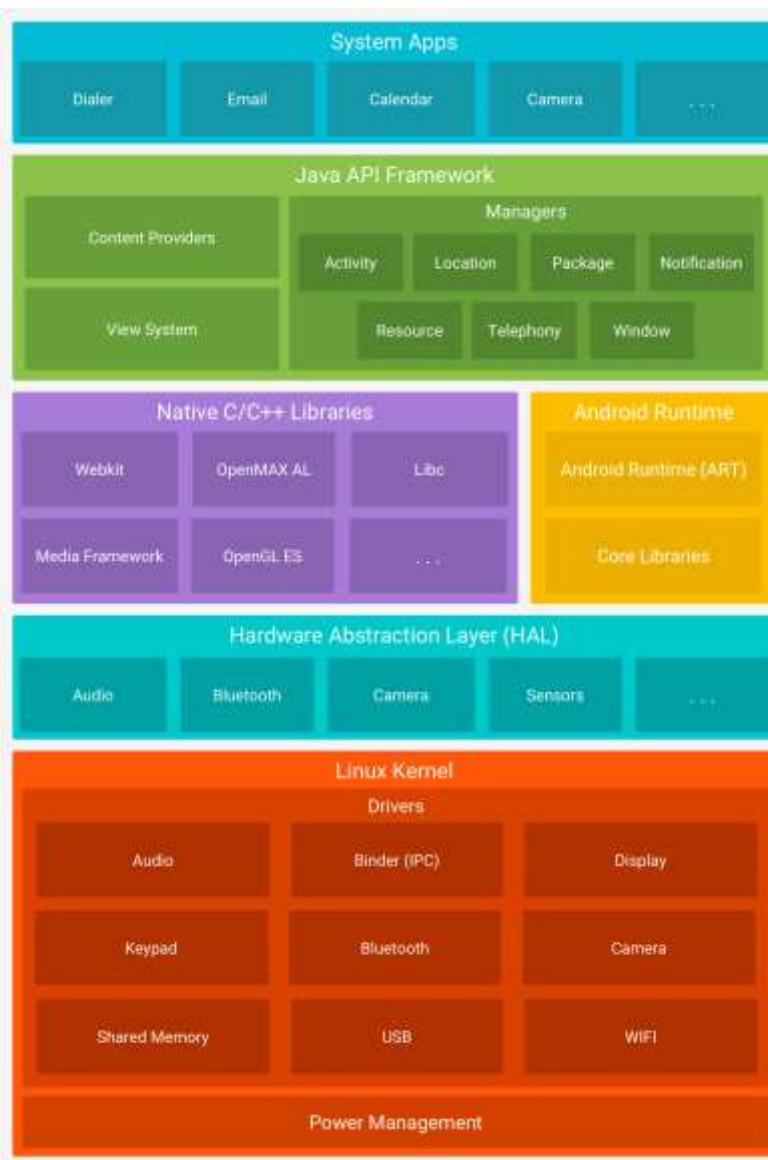 System Apps
Dialer Email Calendar Camera ...
Java API Framework
Content Providers
View System
Managers
Activity Location Package Notification
Resource Telephony Window
Native C/C++ Libraries
Webkit OpenMAX AL Libc
Media Framework OpenGL ES ...
Android Runtime
Android Runtime (ART)
Core Libraries
Hardware Abstraction Layer (HAL)
Audio Bluetooth Camera Sensors ...
Linux Kernel
Drivers
Audio Binder (IPC) Display
Keypad Bluetooth Camera
Shared Memory USB WIFI
Power Management